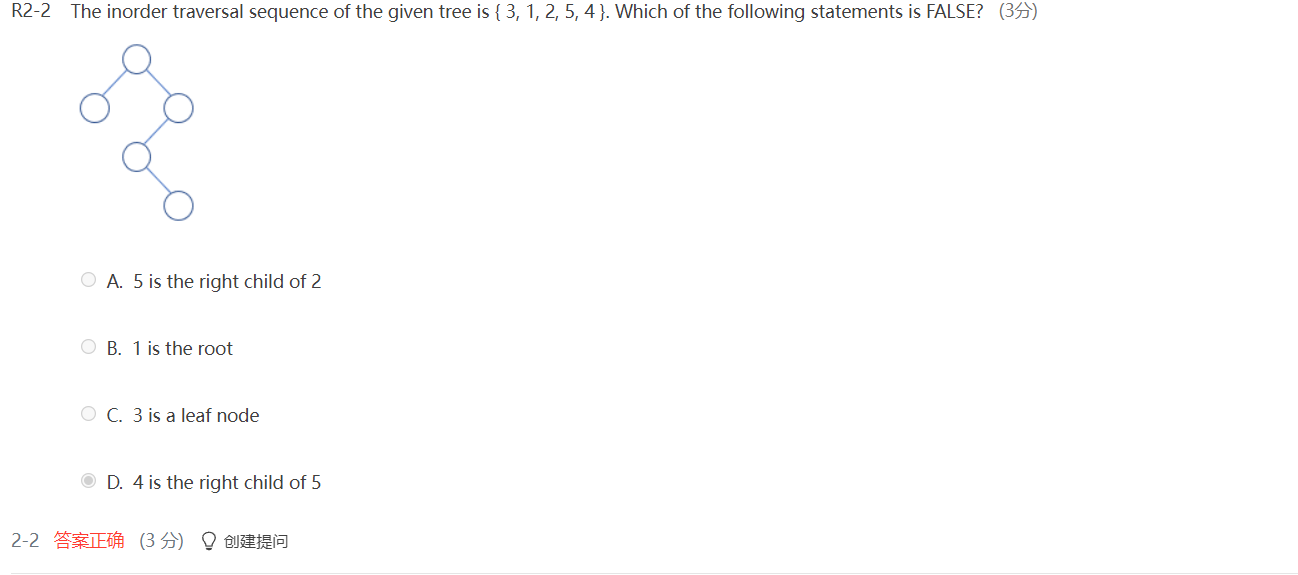 R2-2 The inorder traversal sequence of the given tree is { 3, 1, 2, 5, 4 }. Which of the following statements is FALSE? (3分)
A. 5 is the right child of 2
B. 1 is the root
C. 3 is a leaf node
D. 4 is the right child of 5
2-2 答案正确 (3 分) 创建提问